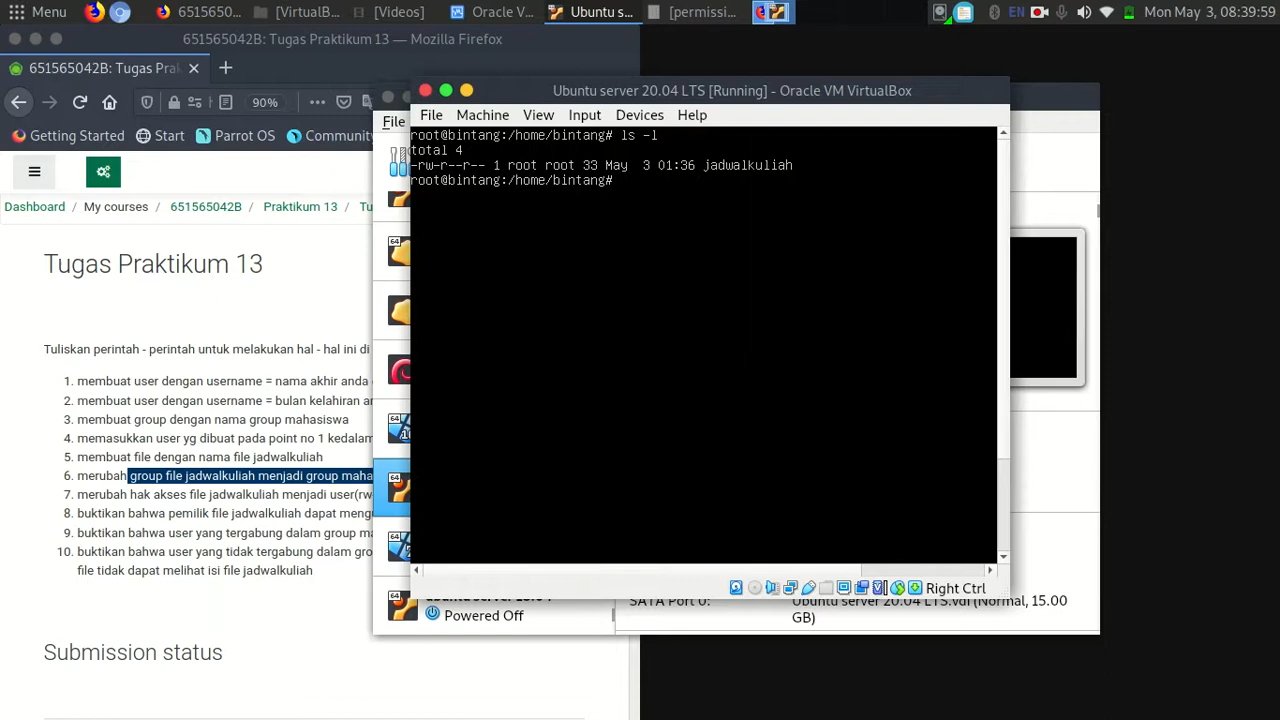 Menu 6515650... [VirtualB... [Videos] Oracle V... Ubuntu s... [permissi... EN Mon May 3, 08:39:59
651565042B: Tugas Praktikum 13 — Mozilla Firefox
651565042B: Tugas Prak
90%
Getting Started Start Parrot OS Community
Dashboard / My courses / 651565042B / Praktikum 13 / Tu
Tugas Praktikum 13
Tuliskan perintah - perintah untuk melakukan hal - hal ini di
1. membuat user dengan username = nama akhir anda
2. membuat user dengan username = bulan kelahiran an
3. membuat group dengan nama group mahasiswa
4. memasukkan user yg dibuat pada point no 1 kedalam
5. membuat file dengan nama file jadwalkuliah
6. merubah group file jadwalkuliah menjadi group maha
7. merubah hak akses file jadwalkuliah menjadi user(rw
8. buktikan bahwa pemilik file jadwalkuliah dapat meng
9. buktikan bahwa user yang tergabung dalam group ma
10. buktikan bahwa user yang tidak tergabung dalam gro
file tidak dapat melihat isi file jadwalkuliah
Submission status
File
Ubuntu server 20.04 LTS [Running] - Oracle VM VirtualBox
File Machine View Input Devices Help
root@bintang:/home/bintang# ls -l
total 4
-rw-r--r-- 1 root root 33 May  3 01:36 jadwalkuliah
root@bintang:/home/bintang#
Right Ctrl
Powered Off
SATA Port 0: Ubuntu server 20.04 LTS.vdi (Normal, 15.00
GB)